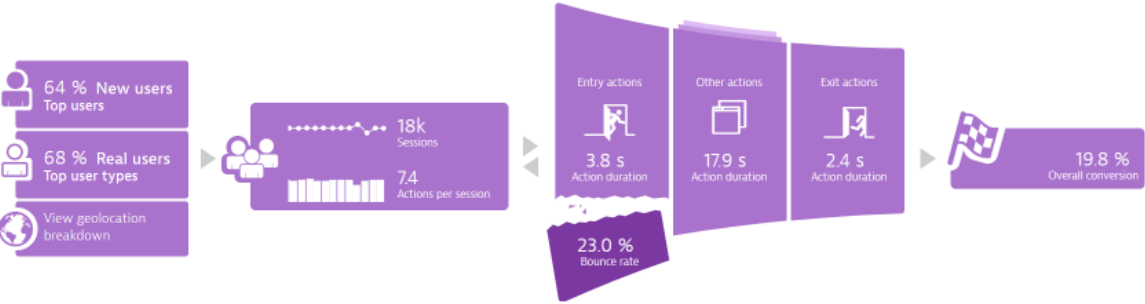 64 % New users
Top users
68 % Real users
Top user types
View geolocation
breakdown
18k
Sessions
7.4
Actions per session
Entry actions
3.8 s
Action duration
23.0 %
Bounce rate
Other actions
17.9 s
Action duration
Exit actions
2.4 s
Action duration
19.8 %
Overall conversion